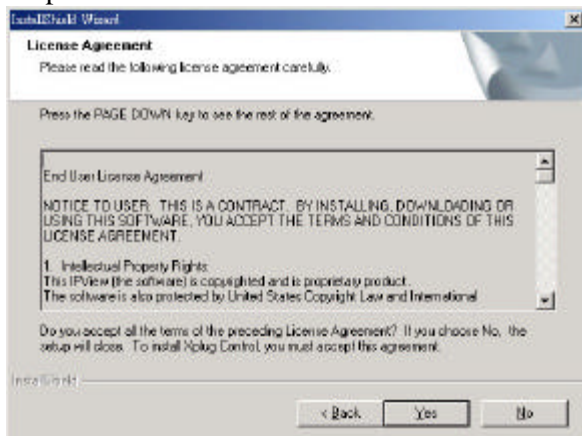 InstallShield Wizard
License Agreement
Please read the following license agreement carefully.
Press the PAGE DOWN key to see the rest of the agreement.
End User License Agreement
NOTICE TO USER: THIS IS A CONTRACT. BY INSTALLING, DOWNLOADING OR
USING THIS SOFTWARE, YOU ACCEPT THE TERMS AND CONDITIONS OF THIS
LICENSE AGREEMENT.
1. Intellectual Property Rights:
This IPView (the software) is copyrighted and is proprietary product.
The software is also protected by United States Copyright Law and International
Do you accept all the terms of the preceding License Agreement? If you choose No, the
setup will close. To install Xplug Control, you must accept this agreement.
InstallShield
< Back
Yes
No